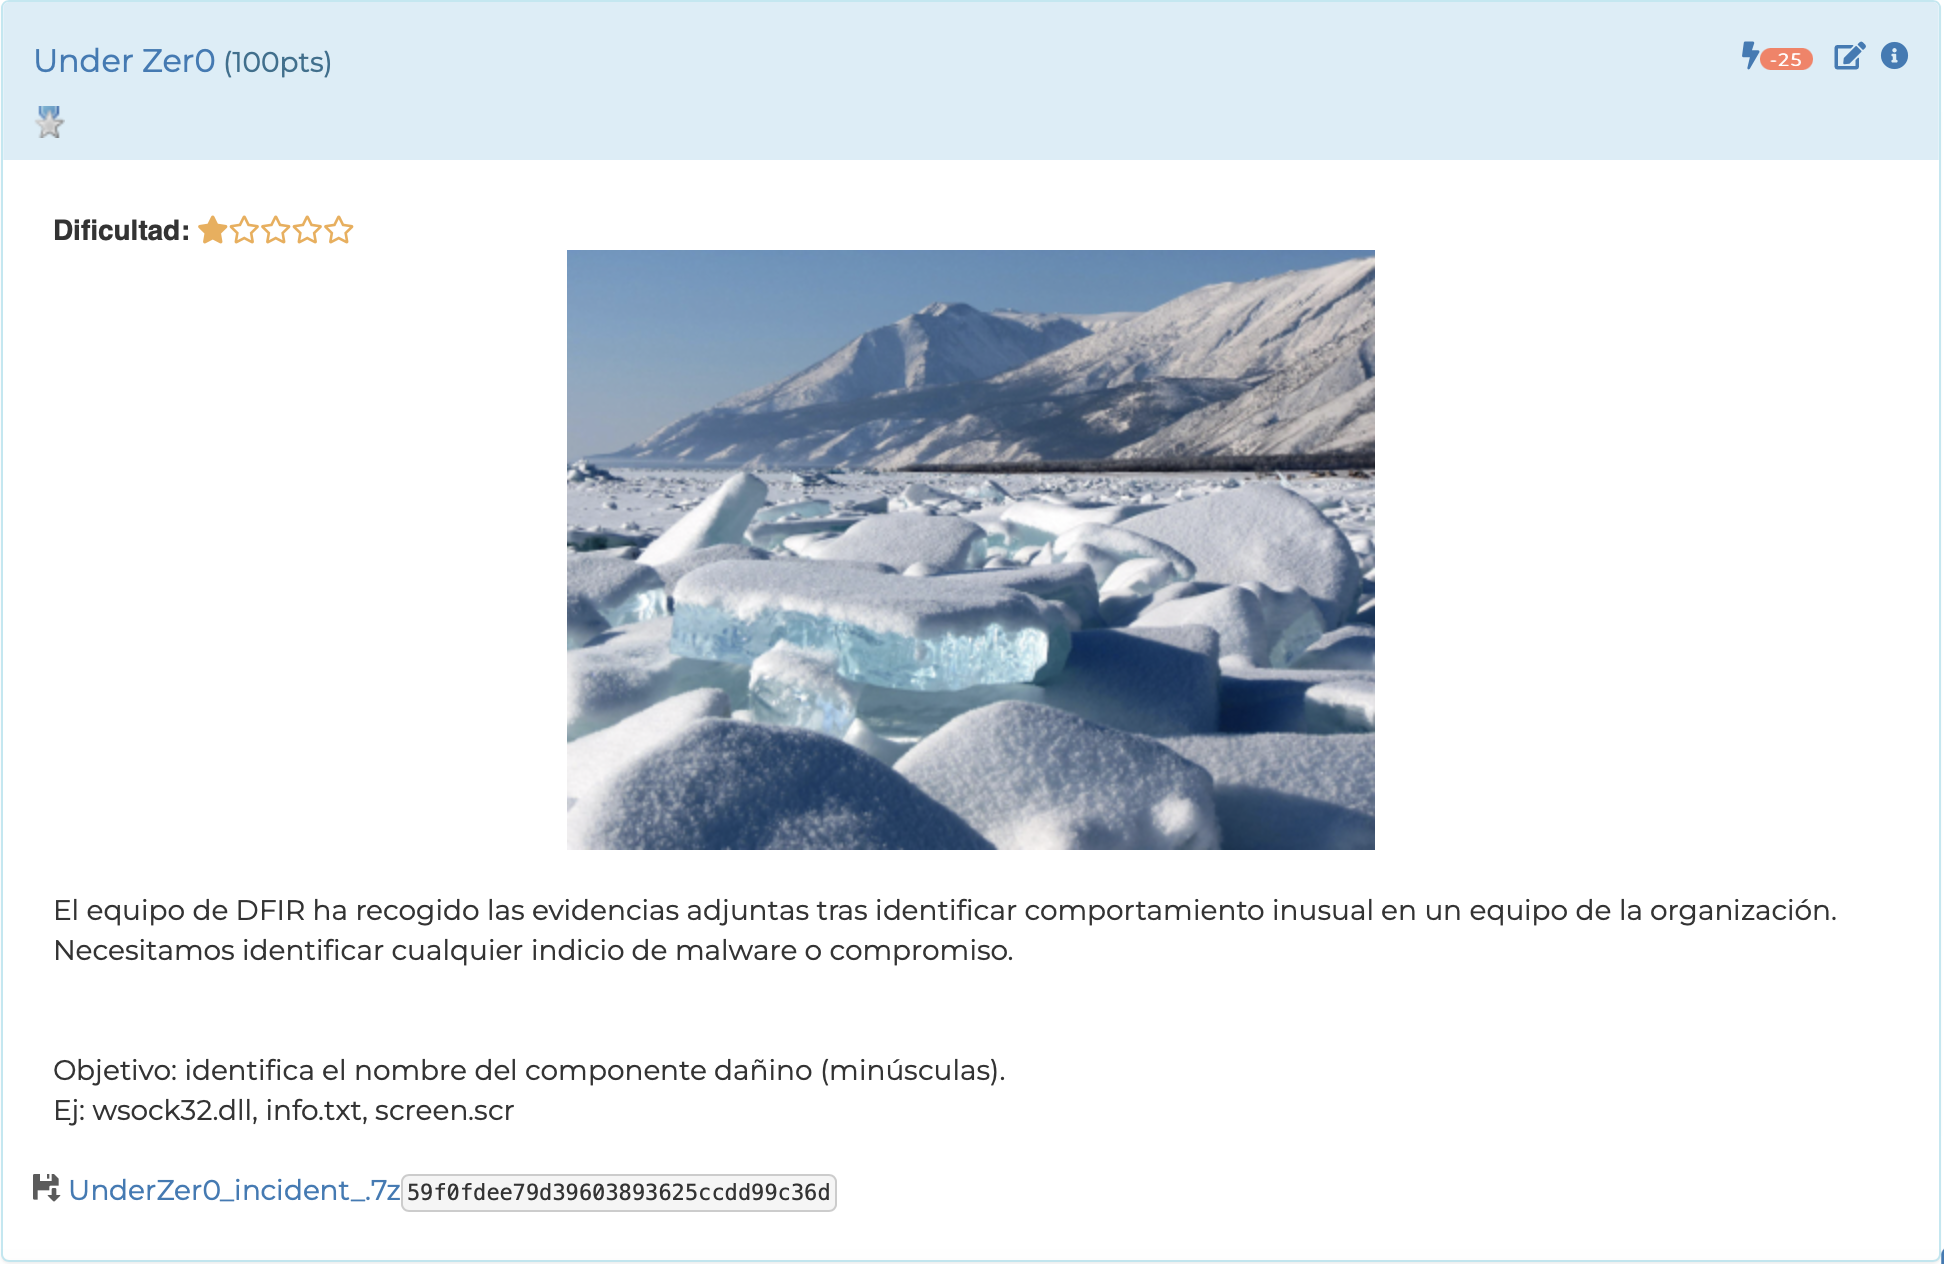 Under Zer0 (100pts)
-25
Dificultad:
El equipo de DFIR ha recogido las evidencias adjuntas tras identificar comportamiento inusual en un equipo de la organización.
Necesitamos identificar cualquier indicio de malware o compromiso.
Objetivo: identifica el nombre del componente dañino (minúsculas).
Ej: wsock32.dll, info.txt, screen.scr
UnderZer0_incident_.7z 59f0fdee79d39603893625ccdd99c36d